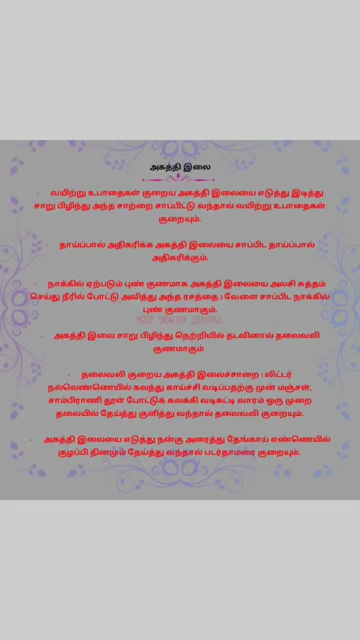 அகத்தி இலை
- வயிற்று உபாதைகள் குறைய அகத்தி இலையை எடுத்து இடித்து
சாறு பிழிந்து அந்த சாற்றை சாப்பிட்டு வந்தால் வயிற்று உபாதைகள்
குறையும்.
- தாய்ப்பால் அதிகரிக்க அகத்தி இலையை சாப்பிட தாய்ப்பால்
அதிகரிக்கும்.
- நாக்கில் ஏற்படும் புண் குணமாக அகத்தி இலையை அலசி சுத்தம்
செய்து நீரில் போட்டு அவித்து அந்த ரசத்தை 3 வேளை சாப்பிட நாக்கில்
புண் குணமாகும்.
- அகத்தி இலை சாறு பிழிந்து நெற்றியில் தடவினால் தலைவலி
குணமாகும்
- தலைவலி குறைய அகத்தி இலைச்சாறை 1 லிட்டர்
நல்லெண்ணெயில் கலந்து காய்ச்சி வடிப்பதற்கு முன் மஞ்சள்,
சாம்பிராணி தூள் போட்டுக் கலக்கி வடிகட்டி வாரம் ஒரு முறை
தலையில் தேய்த்து குளித்து வந்தால் தலைவலி குறையும்.
- அகத்தி இலையை எடுத்து நன்கு அரைத்து தேங்காய் எண்ணெயில்
குழப்பி தினமும் தேய்த்து வந்தால் படர்தாமரை குறையும்.